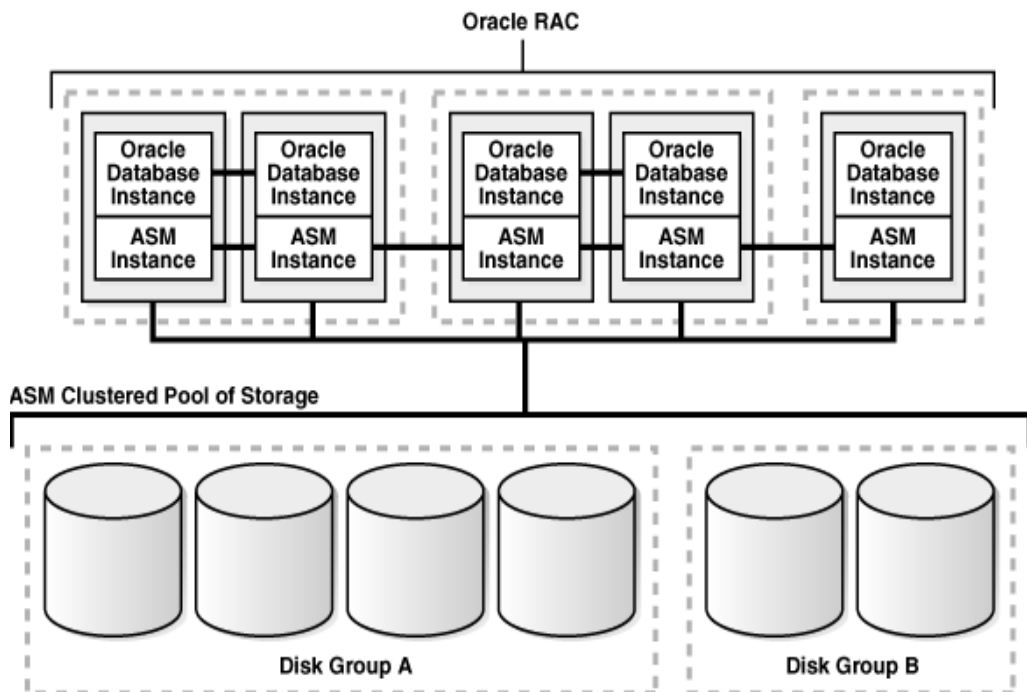 Oracle RAC
Oracle
Database
Instance
ASM
Instance
Oracle
Database
Instance
ASM
Instance
Oracle
Database
Instance
ASM
Instance
Oracle
Database
Instance
ASM
Instance
Oracle
Database
Instance
ASM
Instance
ASM Clustered Pool of Storage
Disk Group A
Disk Group B